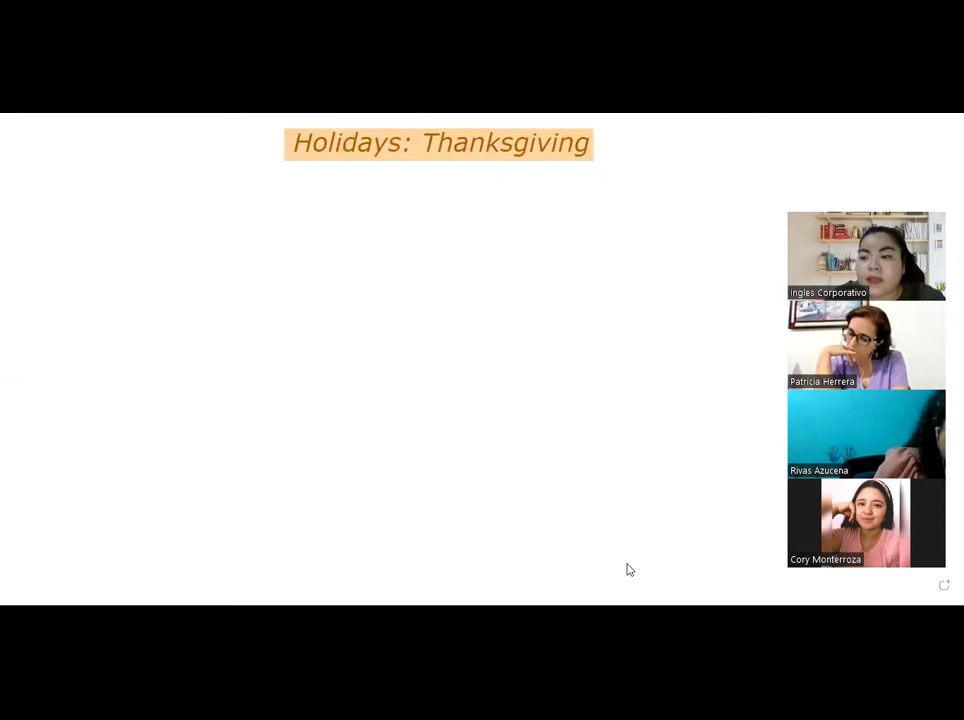 Holidays: Thanksgiving
Ingles Corporativo
Patricia Herrera
Rivas Azucena
Cory Monterroza